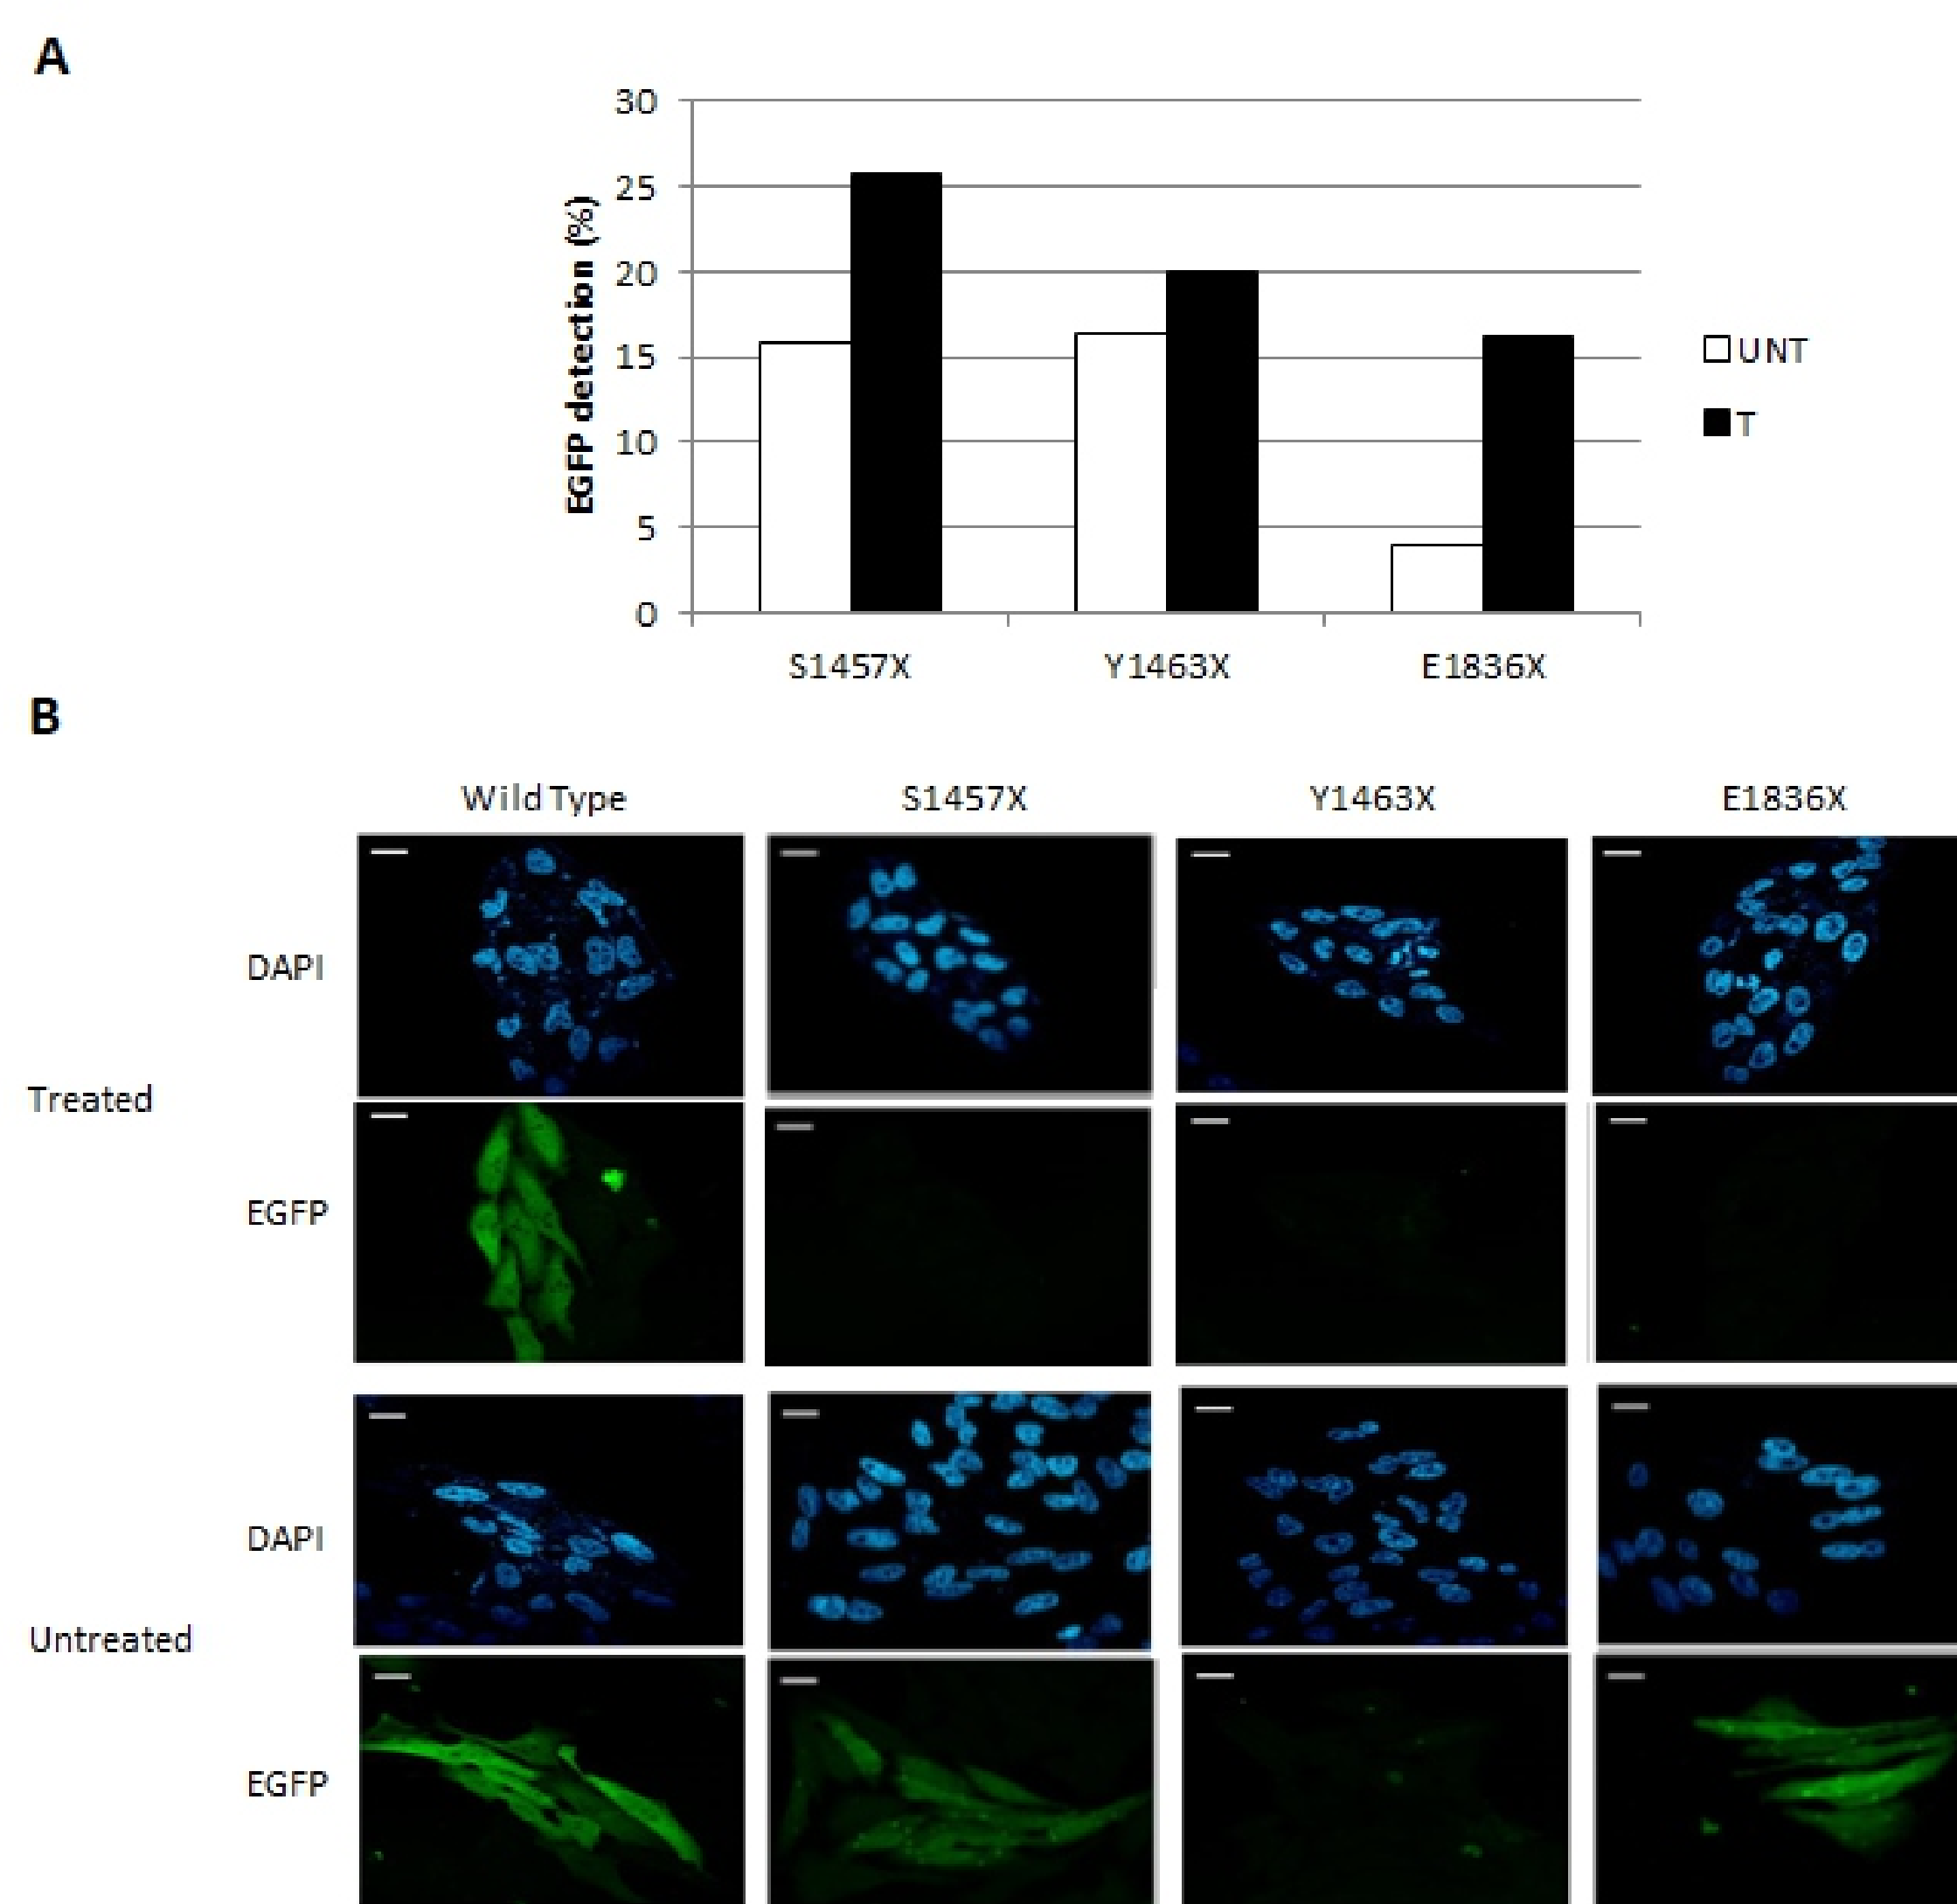 A
30
25
20
15
10
5
0
EGFP detection (%)
S1457X Y1463X E1836X
UNT
T
B
Wild Type S1457X Y1463X E1836X
DAPI
Treated
EGFP
DAPI
Untreated
EGFP